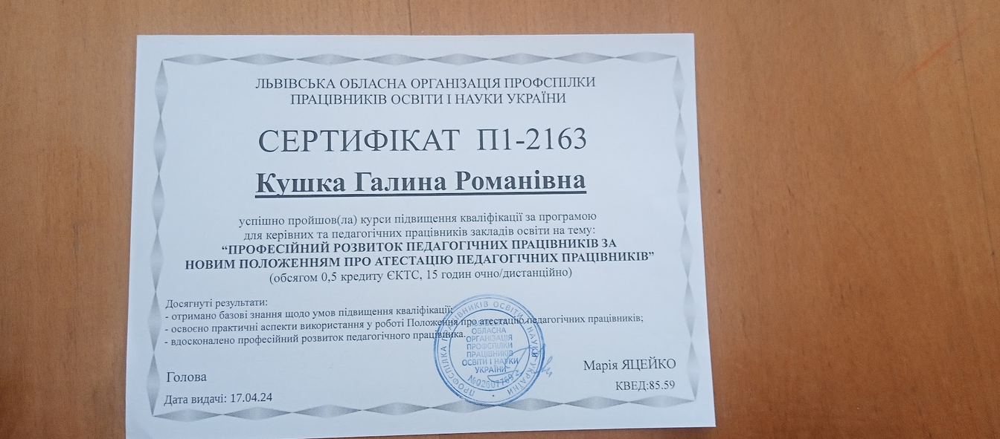 ЛЬВІВСЬКА ОБЛАСНА ОРГАНІЗАЦІЯ ПРОФСПІЛКИ
ПРАЦІВНИКІВ ОСВІТИ І НАУКИ УКРАЇНИ
СЕРТИФІКАТ П1-2163
Кушка Галина Романівна
успішно пройшов(ла) курси підвищення кваліфікації за програмою
для керівних та педагогічних працівників закладів освіти на тему:
“ПРОФЕСІЙНИЙ РОЗВИТОК ПЕДАГОГІЧНИХ ПРАЦІВНИКІВ ЗА
НОВИМ ПОЛОЖЕННЯМ ПРО АТЕСТАЦІЮ ПЕДАГОГІЧНИХ ПРАЦІВНИКІВ”
(обсягом 0,5 кредиту ЄКТС, 15 годин очно/дистанційно)
Досягнуті результати:
- отримано базові знання щодо умов підвищення кваліфікації;
- освоєно практичні аспекти використання у роботі Положення про атестацію педагогічних працівників;
- вдосконалено професійний розвиток педагогічного працівника.
ПРОФСПІЛКА ПРАЦІВНИКІВ ОСВІТИ І НАУКИ УКРАЇНИ
ЛЬВІВСЬКА
ОБЛАСНА
ОРГАНІЗАЦІЯ
ПРОФСПІЛКИ
ПРАЦІВНИКІВ
ОСВІТИ І НАУКИ
УКРАЇНИ
Голова
Марія ЯЦЕЙКО
КВЕД:85.59
Дата видачі: 17.04.24